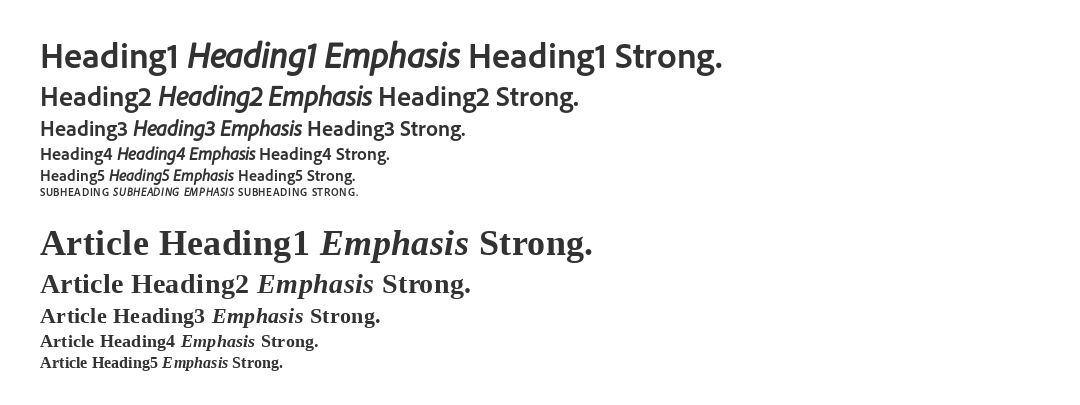 Heading1 Heading1 Emphasis Heading1 Strong.
Heading2 Heading2 Emphasis Heading2 Strong.
Heading3 Heading3 Emphasis Heading3 Strong.
Heading4 Heading4 Emphasis Heading4 Strong.
Heading5 Heading5 Emphasis Heading5 Strong.
SUBHEADING SUBHEADING EMPHASIS SUBHEADING STRONG.
Article Heading1 Emphasis Strong.
Article Heading2 Emphasis Strong.
Article Heading3 Emphasis Strong.
Article Heading4 Emphasis Strong.
Article Heading5 Emphasis Strong.